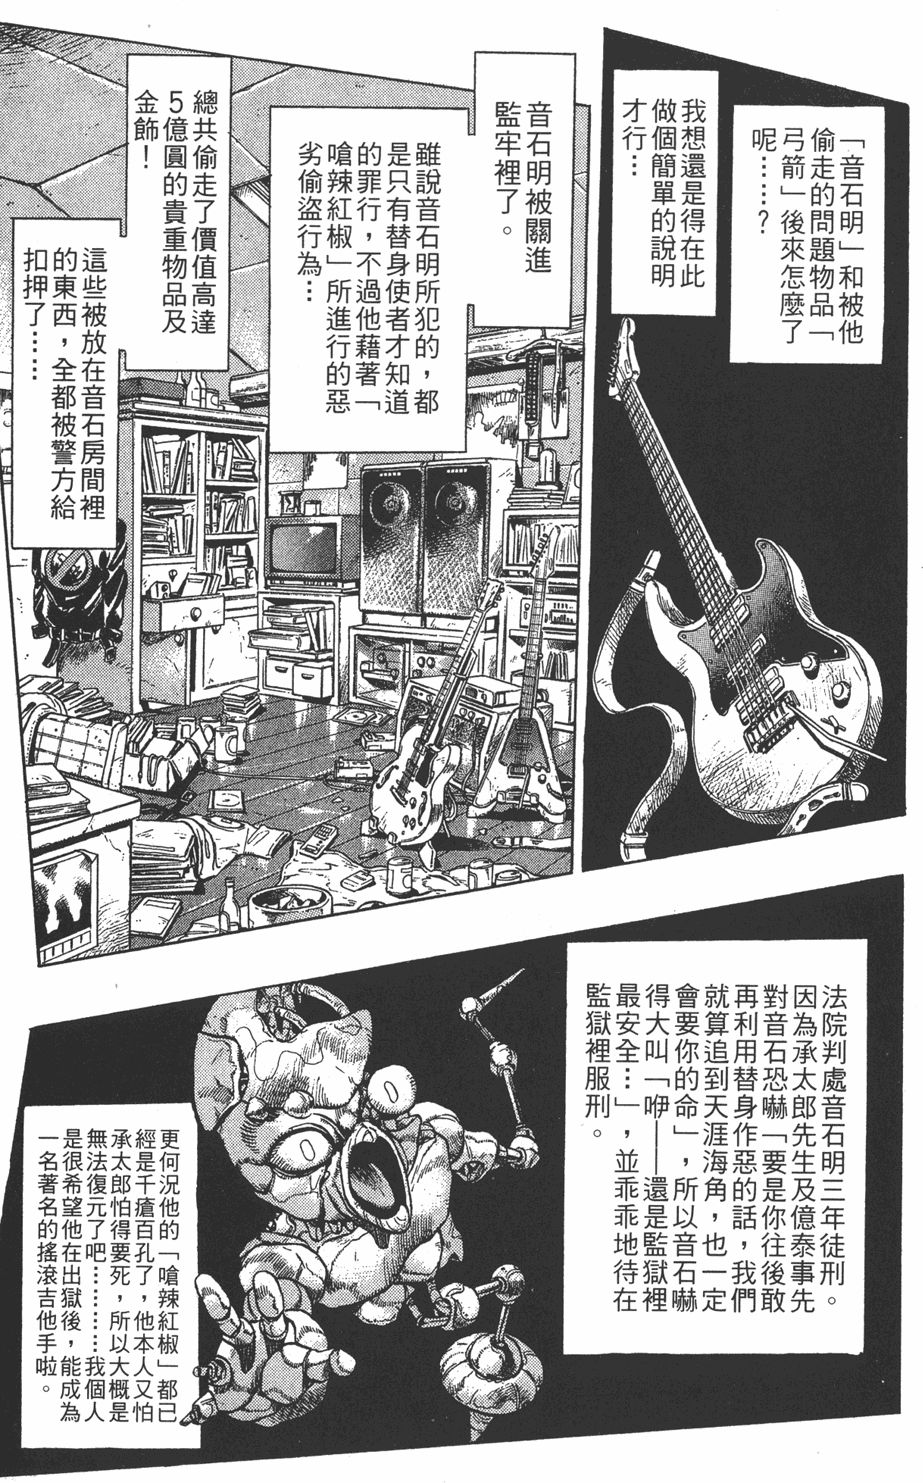 「音石明」和被他
偷走的問題物品「
弓箭」後來怎麼了
呢……？
我想還是得在此
做個簡單的說明
才行…
音石明被關進
監牢裡了。
雖說音石明所犯的，都
是只有替身使者才知道
的罪行，不過他藉著「
嗆辣紅椒」所進行的惡
劣偷盜行為…
總共偷走了價值高達
5億圓的貴重物品及
金飾！
這些被放在音石房間裡
的東西，全都被警方給
扣押了……
法院判處音石明三年徒刑。
因為承太郎先生及億泰事先
對音石恐嚇「要是你往後敢
再利用替身作惡的話，我們
就算追到天涯海角，也一定
會要你的命」，所以音石嚇
得大叫「咿──還是監獄裡
最安全…」，並乖乖地待在
監獄裡服刑。
更何況他的「嗆辣紅椒」都已
經是千瘡百孔了，他本人又怕
承太郎怕得要死，所以大概是
無法復元了吧…………我個人
是很希望他在出獄後，能成為
一名著名的搖滾吉他手啦。